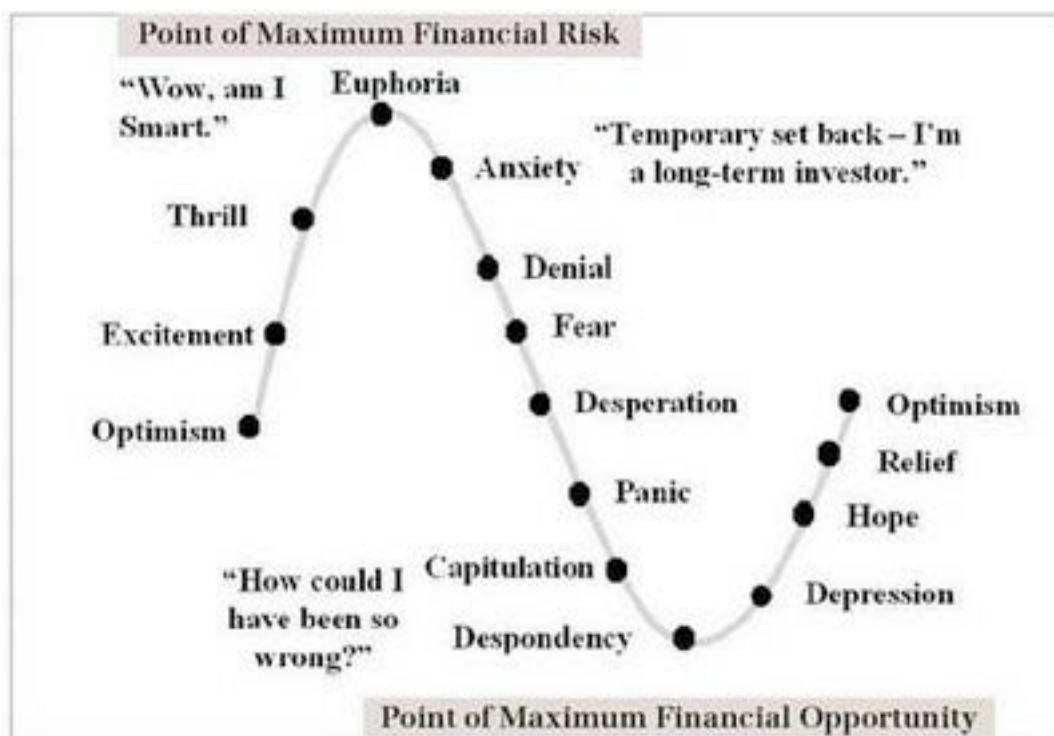 Point of Maximum Financial Risk
Euphoria
“Wow, am I
Smart.”
“Temporary set back – I’m
a long-term investor.”
Anxiety
Thrill
Denial
Excitement
Fear
Desperation
Optimism
Optimism
Relief
Panic
Hope
Capitulation
“How could I
have been so
wrong?”
Depression
Despondency
Point of Maximum Financial Opportunity